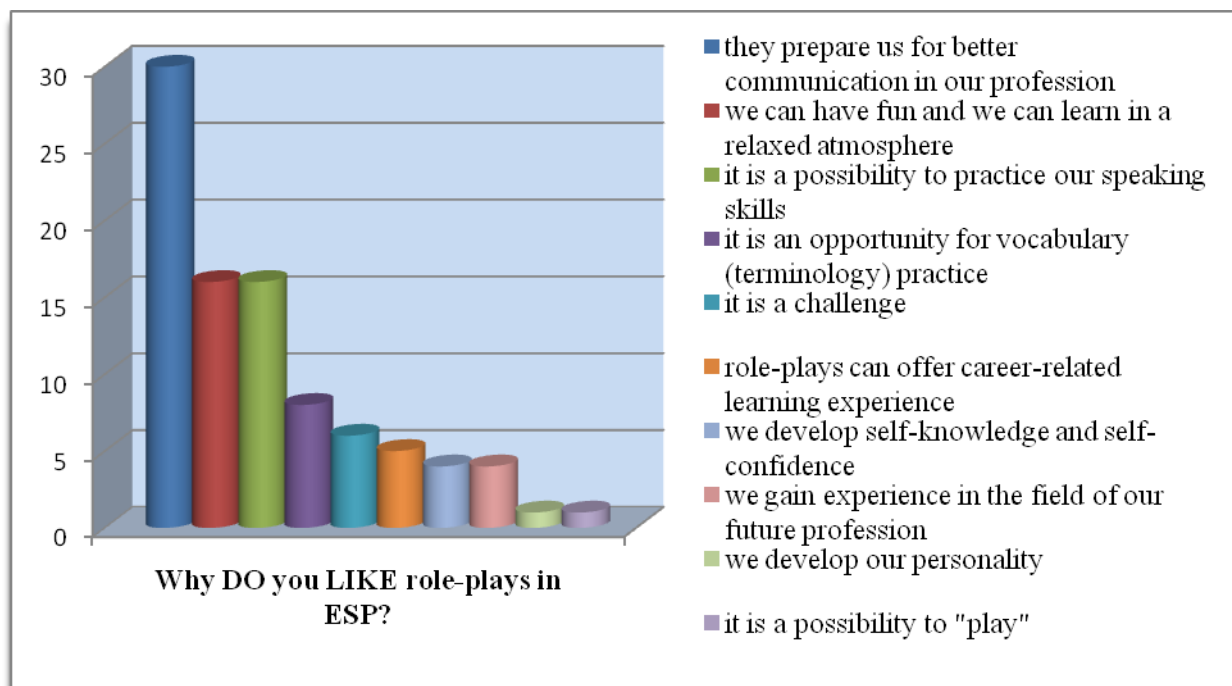 30
25
20
15
10
5
0
Why DO you LIKE role-plays in
ESP?
they prepare us for better
communication in our profession
we can have fun and we can learn in a
relaxed atmosphere
it is a possibility to practice our speaking
skills
it is an opportunity for vocabulary
(terminology) practice
it is a challenge
role-plays can offer career-related
learning experience
we develop self-knowledge and self-
confidence
we gain experience in the field of our
future profession
we develop our personality
it is a possibility to "play"